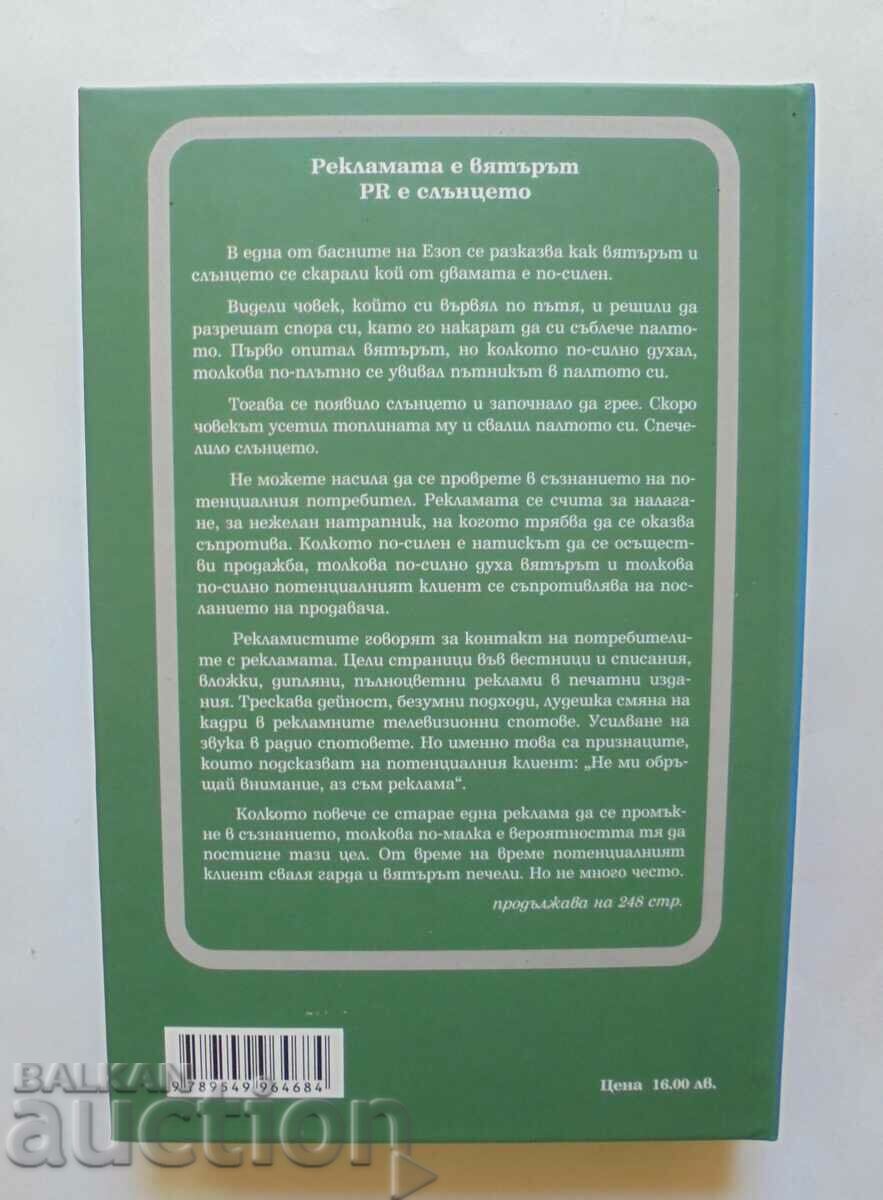 Рекламата е вятърът
PR е слънцето
В една от басните на Езоп се разказва как вятърът и
слънцето се скарали кой от двамата е по-силен.
Видели човек, който си вървял по пътя, и решили да
разрешат спора си, като го накарат да си съблече палто-
то. Първо опитал вятърът, но колкото по-силно духал,
толкова по-плътно се увивал пътникът в палтото си.
Тогава се появило слънцето и започнало да грее. Скоро
човекът усетил топлината му и свалил палтото си. Спече-
лило слънцето.
Не можете насила да се проврете в съзнанието на по-
тенциалния потребител. Рекламата се счита за налага-
не, за нежелан натрапник, на когото трябва да се оказва
съпротива. Колкото по-силен е натискът да се осъщест-
ви продажба, толкова по-силно духа вятърът и толкова
по-силно потенциалният клиент се съпротивлява на пос-
ланието на продавача.
Рекламистите говорят за контакт на потребители-
те с рекламата. Цели страници във вестници и списания,
вложки, дипляни, пълноцветни реклами в печатни изда-
ния. Трескава дейност, безумни подходи, лудешка смяна на
кадри в рекламните телевизионни спотове. Усилване на
звука в радио спотовете. Но именно това са признаците,
които подсказват на потенциалния клиент: „Не ми обръ-
щай внимание, аз съм реклама“.
Колкото повече се старае една реклама да се промък-
не в съзнанието, толкова по-малка е вероятността тя да
постигне тази цел. От време на време потенциалният
клиент сваля гарда и вятърът печели. Но не много често.
продължава на 248 стр.
9 789549 964684
Цена 16.00 лв.
BALKAN
auction